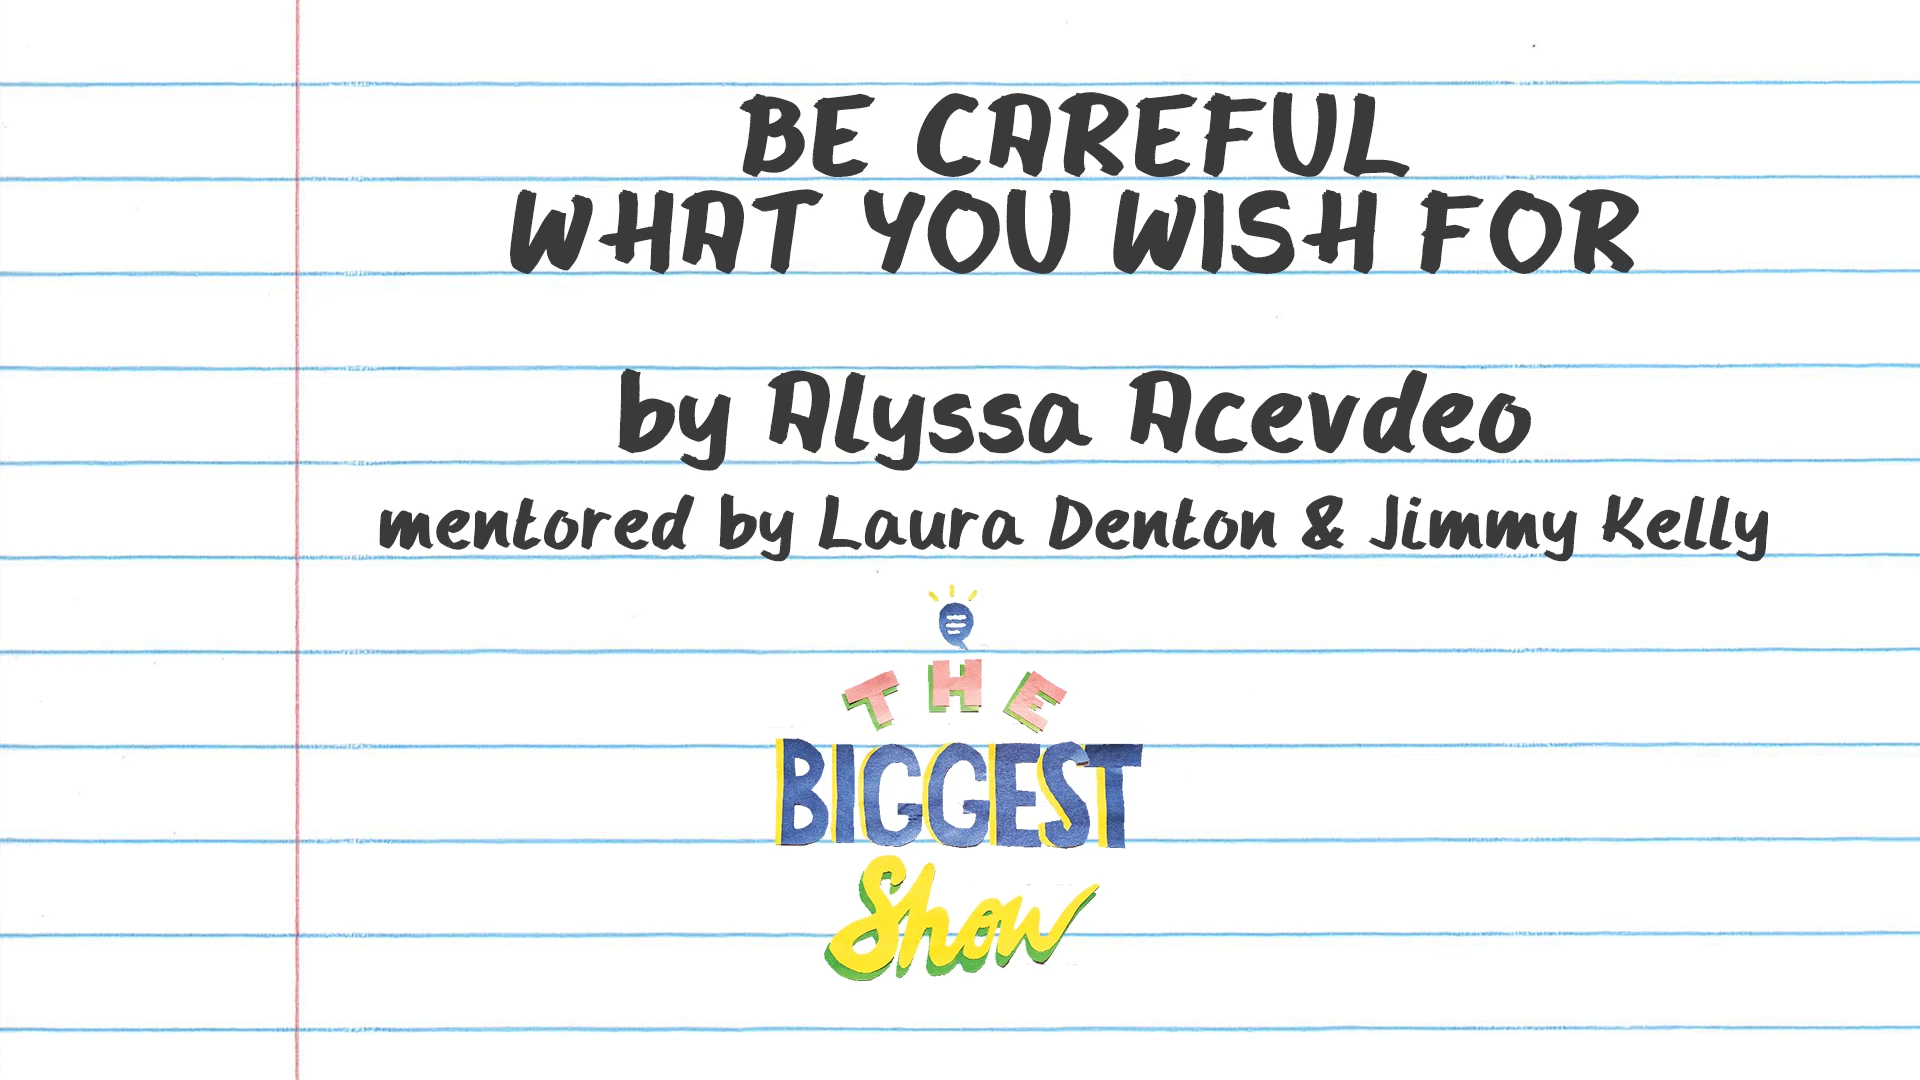 BE CAREFUL
WHAT YOU WISH FOR
by Alyssa Acevdeo
mentored by Laura Denton & Jimmy Kelly
THE
BIGGEST
Show